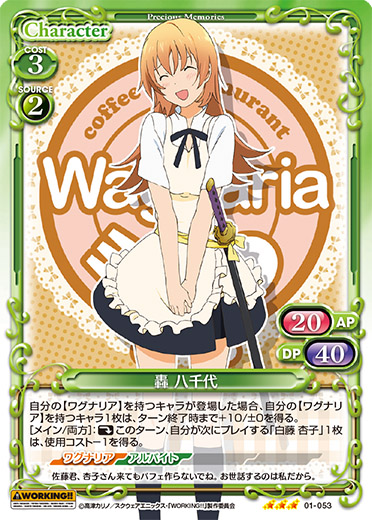 Precious Memories
Character
COST
3
SOURCE
2
coffee restaurant
Wagnaria
20 AP
DP 40
轟 八千代
自分の【ワグナリア】を持つキャラが登場した場合、自分の【ワグナリ
ア】を持つキャラ1枚は、ターン終了時まで+10/±0を得る。
[メイン/両方]:このターン、自分が次にプレイする「白藤 杏子」1枚
は、使用コスト-1を得る。
ワグナリア アルバイト
佐藤君、杏子さん来てもパフェ作らないでね。お世話するのは私だから。
WORKING!!
©高津カリノ/スクウェアエニックス・「WORKING!!」製作委員会
01-053